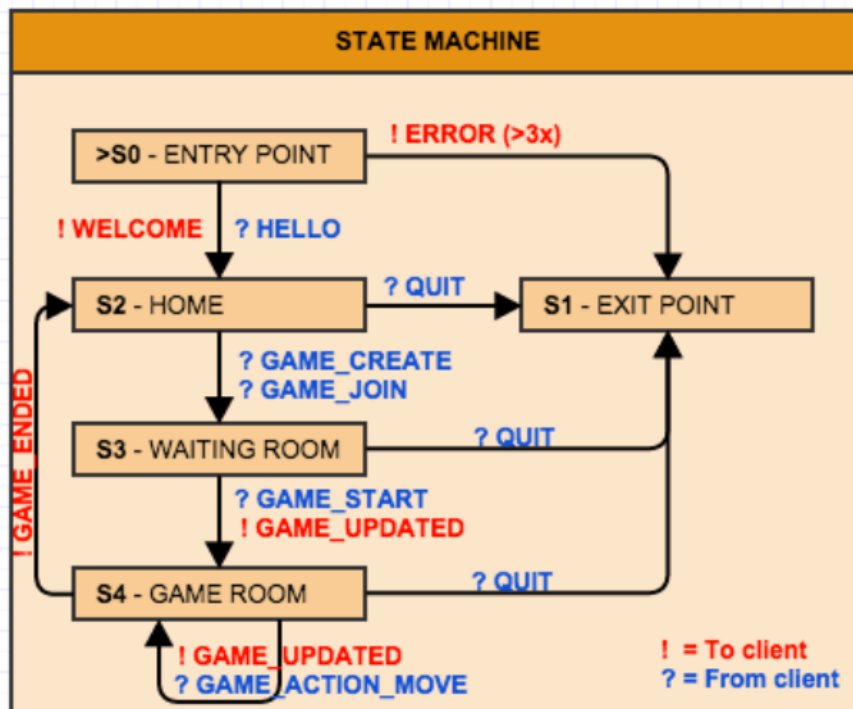 STATE MACHINE
! ERROR (>3x)
>S0 - ENTRY POINT
! WELCOME
? HELLO
S2 - HOME
? QUIT
S1 - EXIT POINT
? GAME_CREATE
? GAME_JOIN
! GAME_ENDED
S3 - WAITING ROOM
? QUIT
? GAME_START
! GAME_UPDATED
S4 - GAME ROOM
? QUIT
! GAME_UPDATED
? GAME_ACTION_MOVE
! = To client
? = From client